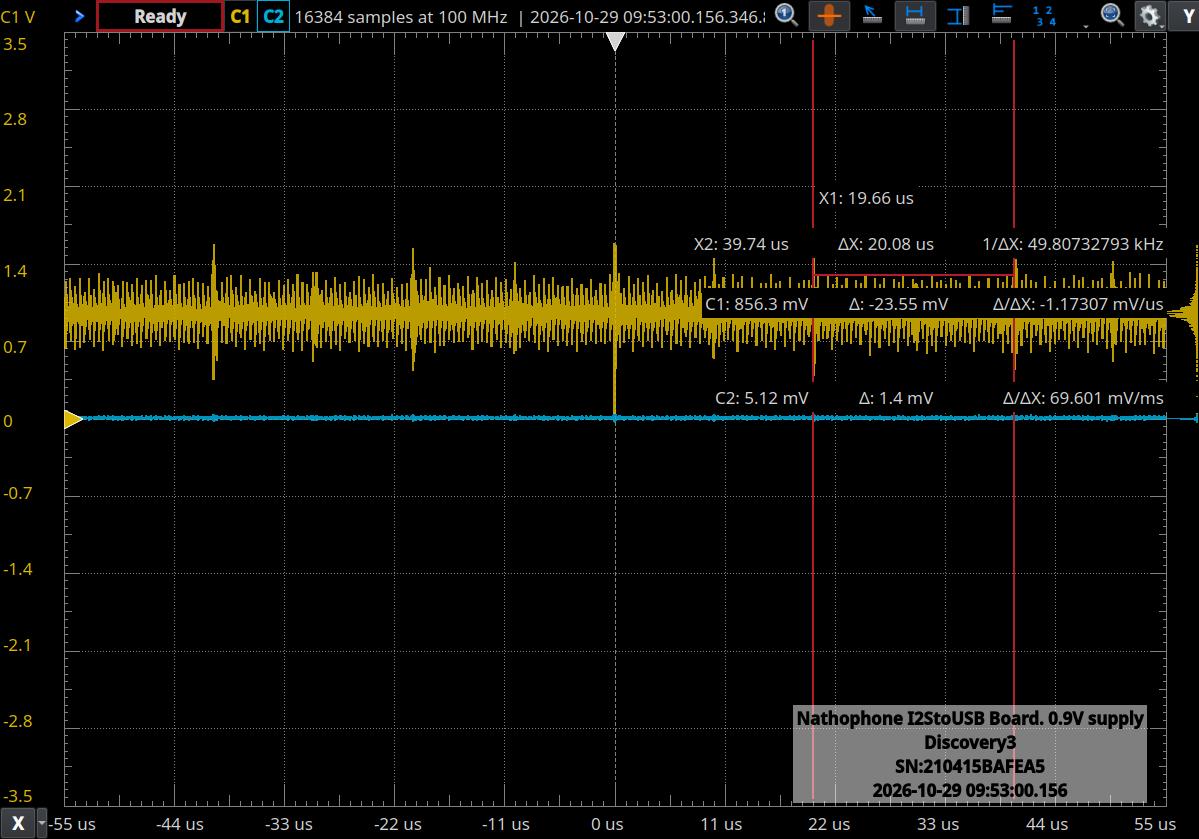 C1 V
Ready
C1 C2 16384 samples at 100 MHz | 2026-10-29 09:53:00.156.346.8
1
1 2
3 4
Y
3.5
2.8
2.1
1.4
0.7
0
-0.7
-1.4
-2.1
-2.8
-3.5
X1: 19.66 us
X2: 39.74 us ΔX: 20.08 us 1/ΔX: 49.80732793 kHz
C1: 856.3 mV Δ: -23.55 mV Δ/ΔX: -1.17307 mV/us
C2: 5.12 mV Δ: 1.4 mV Δ/ΔX: 69.601 mV/ms
Nathophone I2StoUSB Board. 0.9V supply
Discovery3
SN:210415BAFEA5
2026-10-29 09:53:00.156
X -55 us -44 us -33 us -22 us -11 us 0 us 11 us 22 us 33 us 44 us 55 us